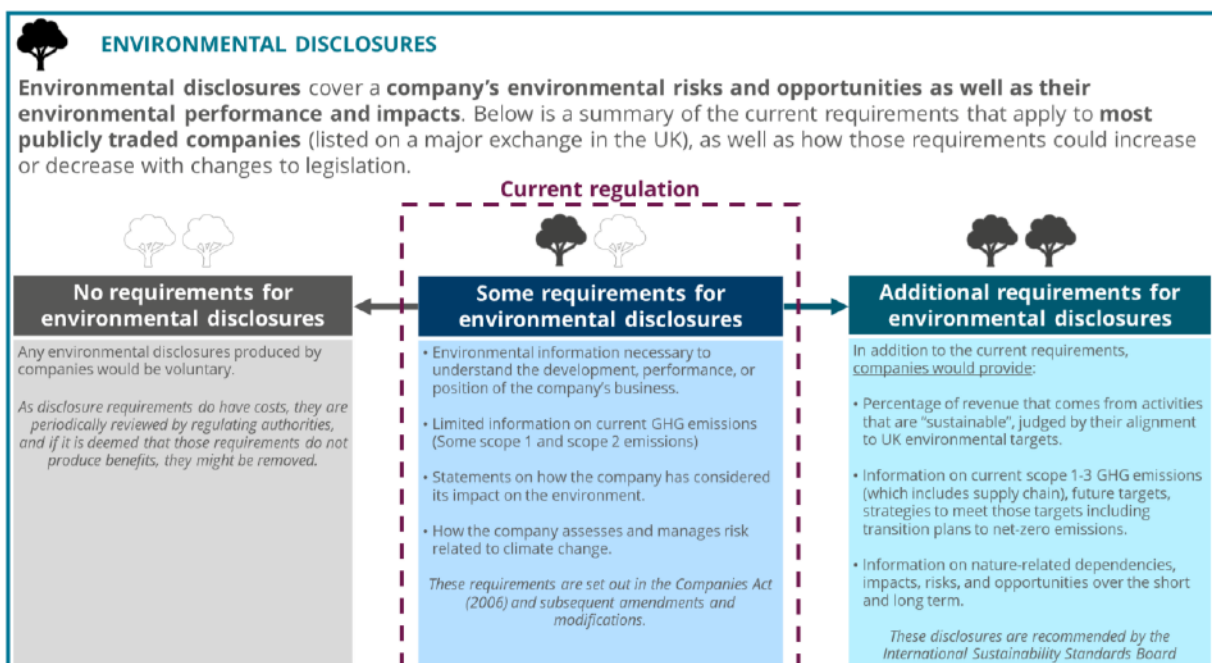 ENVIRONMENTAL DISCLOSURES
Environmental disclosures cover a company's environmental risks and opportunities as well as their
environmental performance and impacts. Below is a summary of the current requirements that apply to most
publicly traded companies (listed on a major exchange in the UK), as well as how those requirements could increase
or decrease with changes to legislation.
Current regulation
No requirements for
environmental disclosures
Any environmental disclosures produced by
companies would be voluntary.
As disclosure requirements do have costs, they are
periodically reviewed by regulating authorities,
and if it is deemed that those requirements do not
produce benefits, they might be removed.
Some requirements for
environmental disclosures
• Environmental information necessary to
understand the development, performance, or
position of the company's business.
• Limited information on current GHG emissions
(Some scope 1 and scope 2 emissions)
• Statements on how the company has considered
its impact on the environment.
• How the company assesses and manages risk
related to climate change.
These requirements are set out in the Companies Act
(2006) and subsequent amendments and
modifications.
Additional requirements for
environmental disclosures
In addition to the current requirements,
companies would provide:
• Percentage of revenue that comes from activities
that are "sustainable", judged by their alignment
to UK environmental targets.
• Information on current scope 1-3 GHG emissions
(which includes supply chain), future targets,
strategies to meet those targets including
transition plans to net-zero emissions.
• Information on nature-related dependencies,
impacts, risks, and opportunities over the short
and long term.
These disclosures are recommended by the
International Sustainability Standards Board